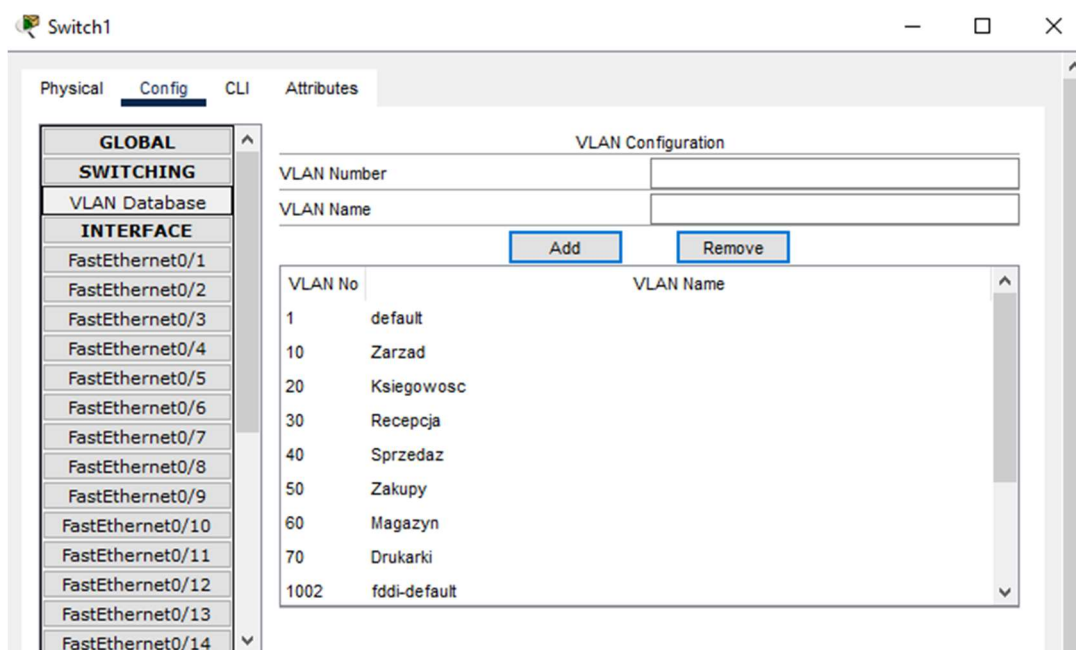 Switch1
Physical Config CLI Attributes
GLOBAL
SWITCHING
VLAN Database
INTERFACE
FastEthernet0/1
FastEthernet0/2
FastEthernet0/3
FastEthernet0/4
FastEthernet0/5
FastEthernet0/6
FastEthernet0/7
FastEthernet0/8
FastEthernet0/9
FastEthernet0/10
FastEthernet0/11
FastEthernet0/12
FastEthernet0/13
FastEthernet0/14
VLAN Configuration
VLAN Number
VLAN Name
Add Remove
VLAN No VLAN Name
1 default
10 Zarzad
20 Ksiegowosc
30 Recepcja
40 Sprzedaz
50 Zakupy
60 Magazyn
70 Drukarki
1002 fddi-default